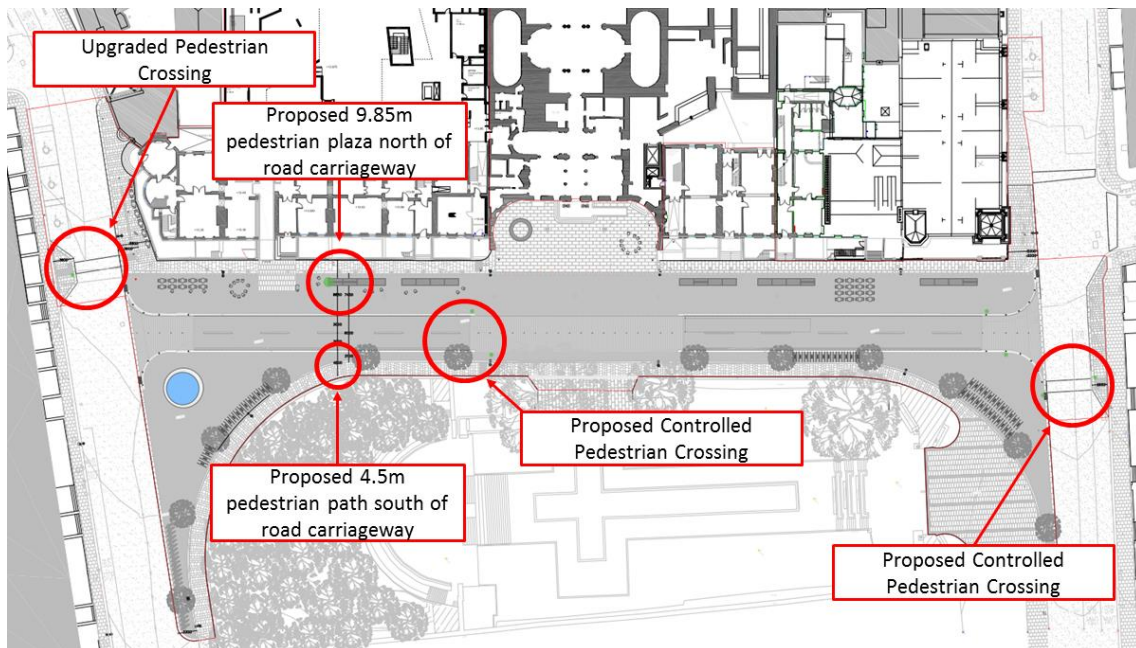 Upgraded Pedestrian
Crossing
Proposed 9.85m
pedestrian plaza north of
road carriageway
Proposed Controlled
Pedestrian Crossing
Proposed 4.5m
pedestrian path south of
road carriageway
Proposed Controlled
Pedestrian Crossing